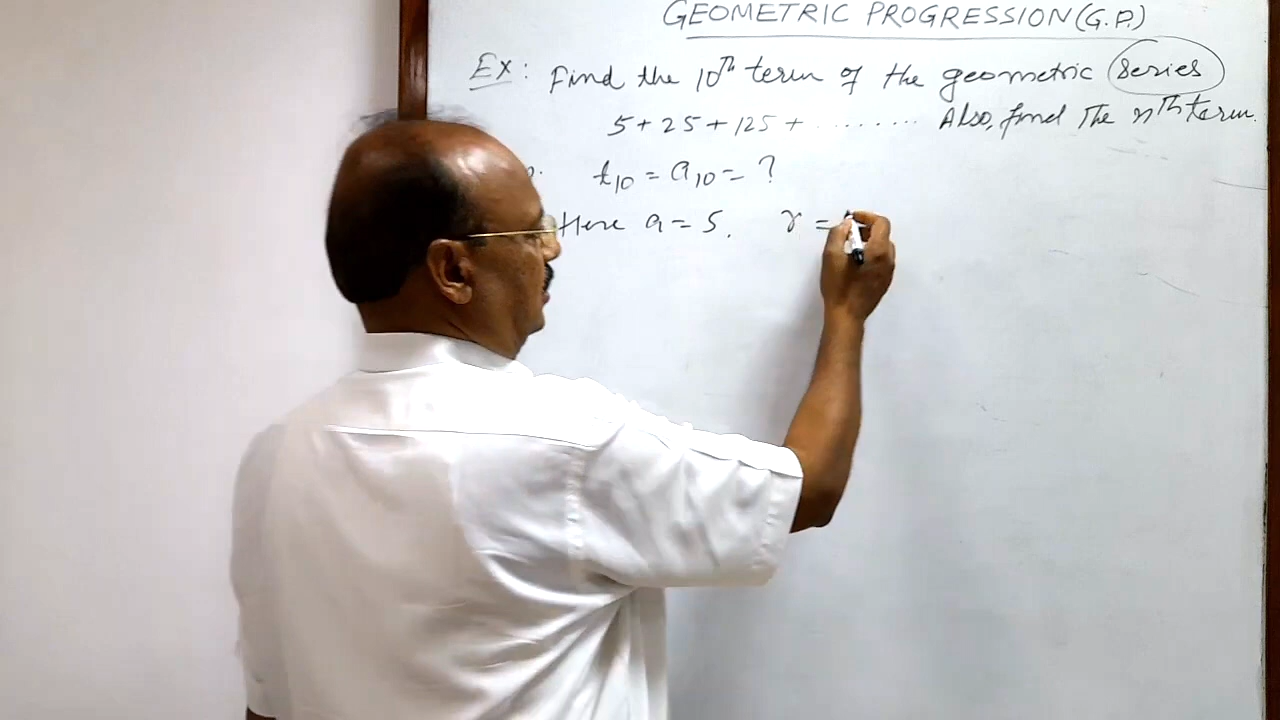 GEOMETRIC PROGRESSION (G.P.)
Ex: Find the 10th term of the geometric series
5 + 25 + 125 + ......... Also, find the nth term.
t10 = a10 = ?
Here a = 5. r =